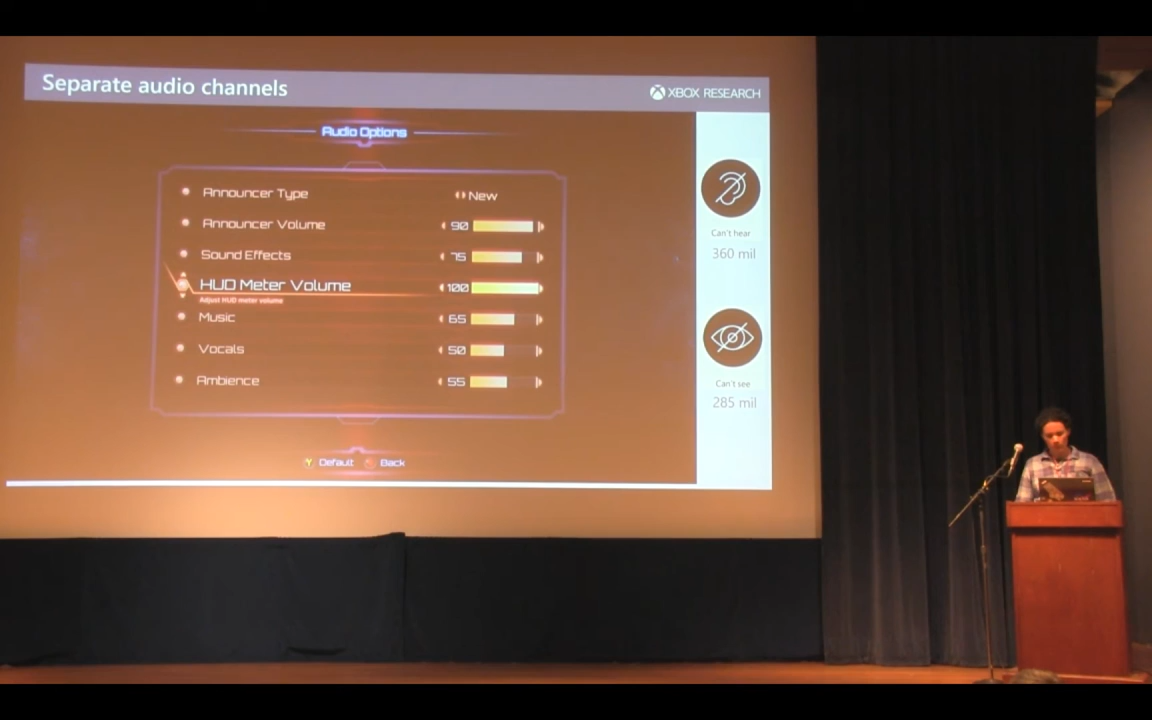 Separate audio channels
XBOX RESEARCH
Audio Options
Announcer Type New
Announcer Volume 90
Sound Effects 75
HUD Meter Volume 100
Adjust HUD meter volume
Music 65
Vocals 50
Ambience 55
Y Default Back
Can't hear
360 mil
Can't see
285 mil